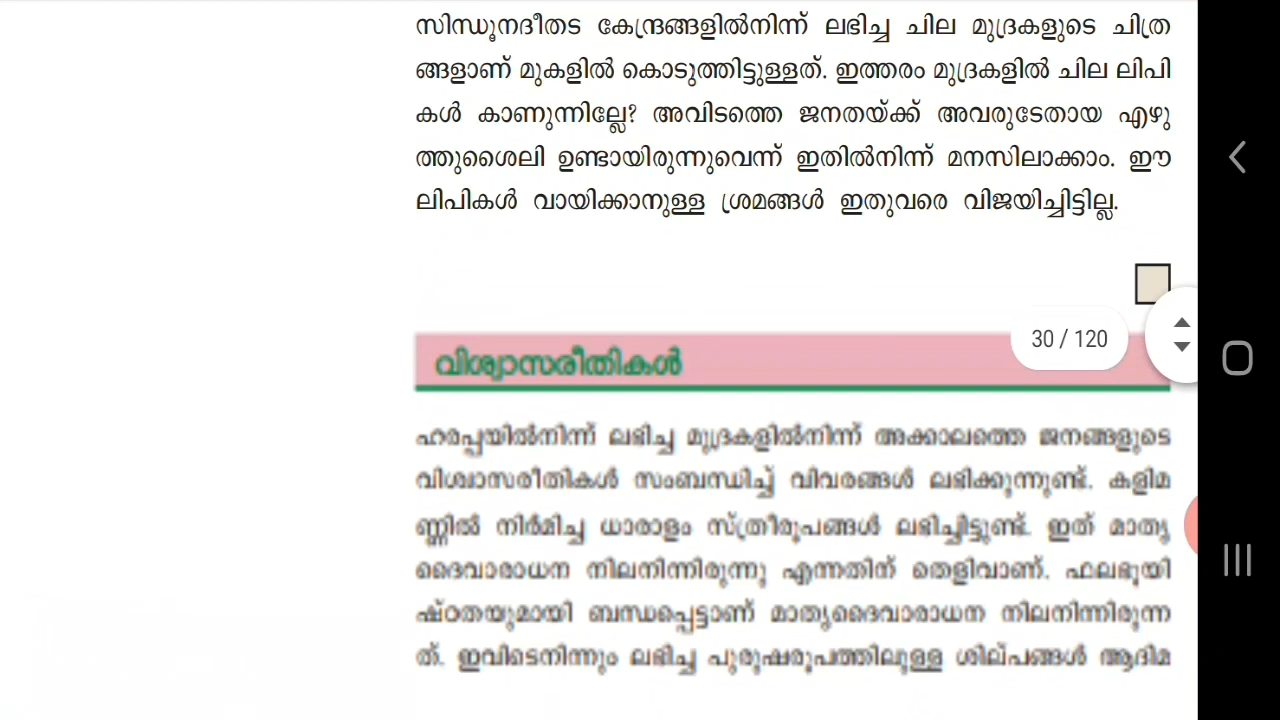 സിന്ധൂനദീതട കേന്ദ്രങ്ങളിൽനിന്ന് ലഭിച്ച ചില മുദ്രകളുടെ ചിത്ര
ങ്ങളാണ് മുകളിൽ കൊടുത്തിട്ടുള്ളത്. ഇത്തരം മുദ്രകളിൽ ചില ലിപി
കൾ കാണുന്നില്ലേ? അവിടത്തെ ജനതയ്ക്ക് അവരുടേതായ എഴു
ത്തുശൈലി ഉണ്ടായിരുന്നുവെന്ന് ഇതിൽനിന്ന് മനസിലാക്കാം. ഈ
ലിപികൾ വായിക്കാനുള്ള ശ്രമങ്ങൾ ഇതുവരെ വിജയിച്ചിട്ടില്ല.
30 / 120
വിശ്വാസരീതികൾ
ഹരപ്പയിൽനിന്ന് ലഭിച്ച മുദ്രകളിൽനിന്ന് അക്കാലത്തെ ജനങ്ങളുടെ
വിശ്വാസരീതികൾ സംബന്ധിച്ച് വിവരങ്ങൾ ലഭിക്കുന്നുണ്ട്. കളിമ
ണ്ണിൽ നിർമിച്ച ധാരാളം സ്ത്രീരൂപങ്ങൾ ലഭിച്ചിട്ടുണ്ട്. ഇത് മാതൃ
ദൈവാരാധന നിലനിന്നിരുന്നു എന്നതിന് തെളിവാണ്. ഫലഭൂയി
ഷ്ഠതയുമായി ബന്ധപ്പെട്ടാണ് മാതൃദൈവാരാധന നിലനിന്നിരുന്ന
ത്. ഇവിടെനിന്നും ലഭിച്ച പുരുഷരൂപത്തിലുള്ള ശില്പങ്ങൾ ആദിമ